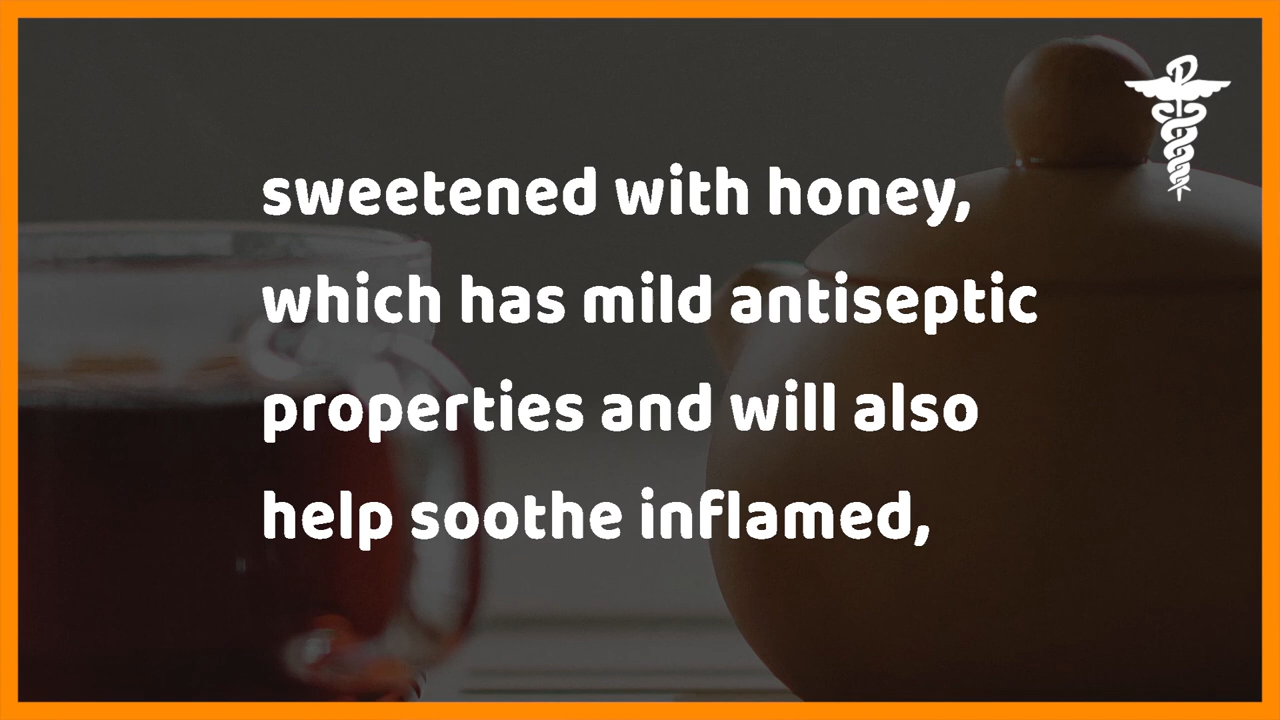 sweetened with honey,
which has mild antiseptic
properties and will also
help soothe inflamed,